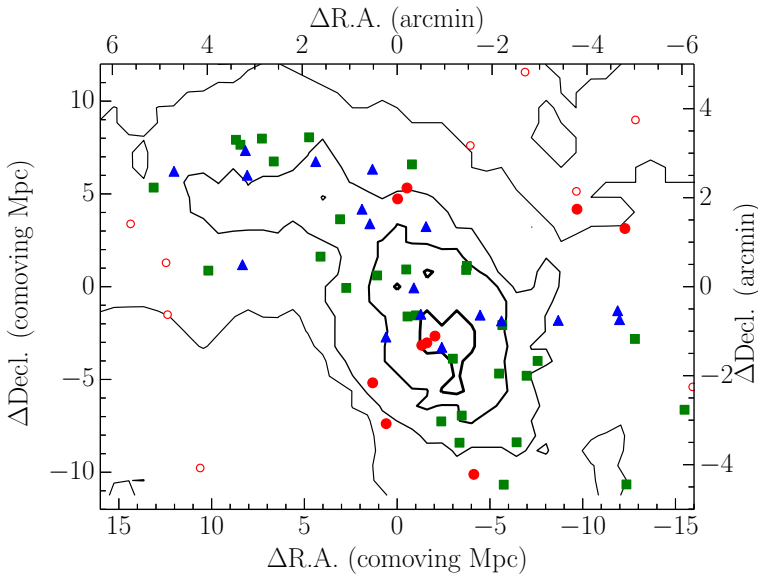 ΔR.A. (arcmin)
6 4 2 0 −2 −4 −6
ΔDecl. (comoving Mpc)
10
5
0
−5
−10
4
2
0
−2
−4
ΔDecl. (arcmin)
15 10 5 0 −5 −10 −15
ΔR.A. (comoving Mpc)